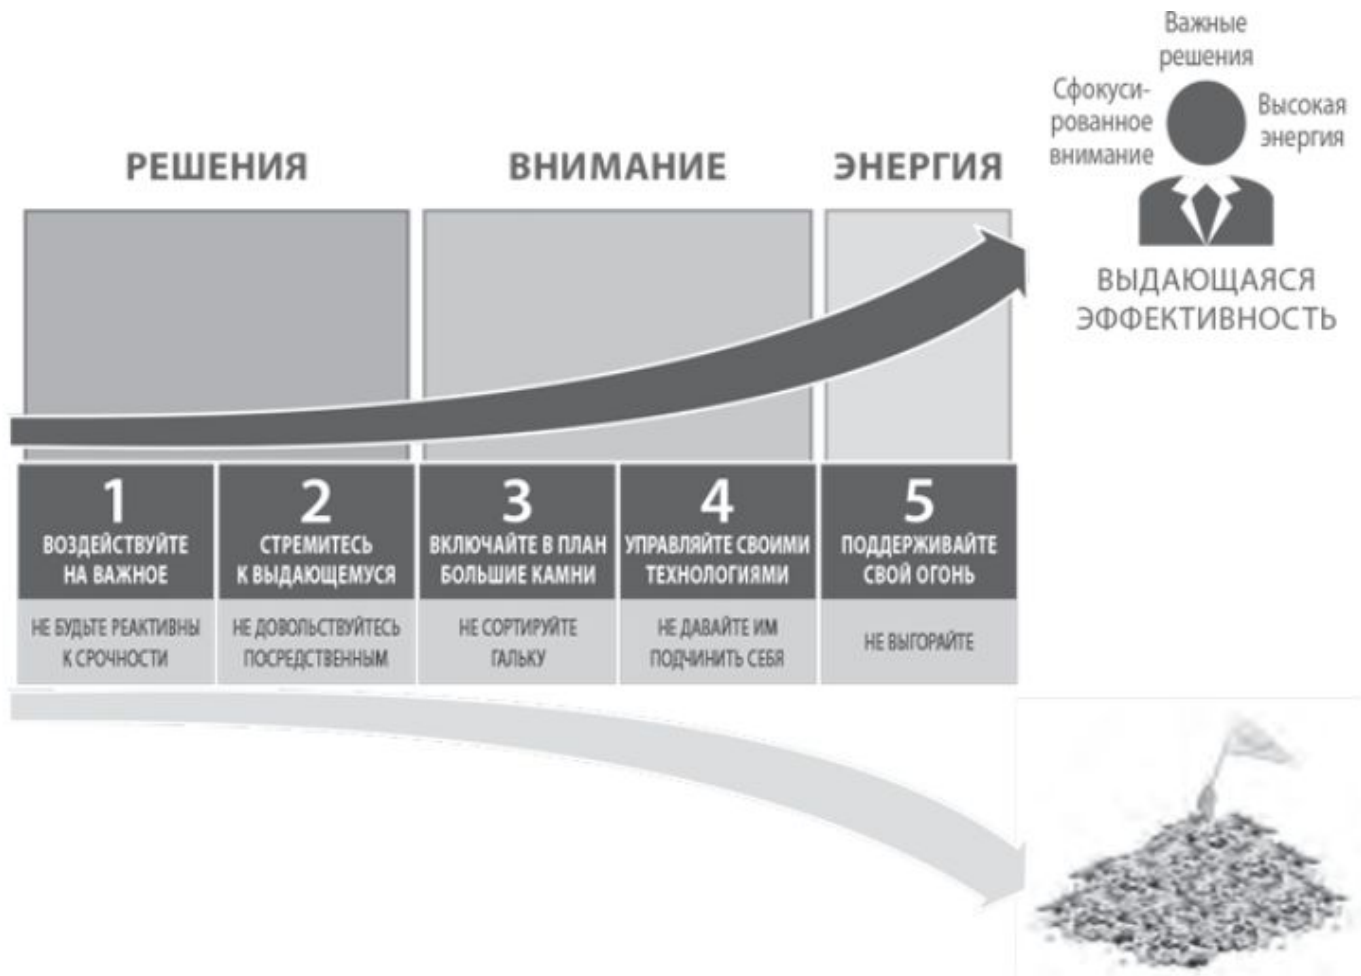 Важные
решения
Сфокуси-
рованное
внимание
Высокая
энергия
ВЫДАЮЩАЯСЯ
ЭФФЕКТИВНОСТЬ
РЕШЕНИЯ
ВНИМАНИЕ
ЭНЕРГИЯ
1
ВОЗДЕЙСТВУЙТЕ
НА ВАЖНОЕ
НЕ БУДЬТЕ РЕАКТИВНЫ
К СРОЧНОСТИ
2
СТРЕМИТЕСЬ
К ВЫДАЮЩЕМУСЯ
НЕ ДОВОЛЬСТВУЙТЕСЬ
ПОСРЕДСТВЕННЫМ
3
ВКЛЮЧАЙТЕ В ПЛАН
БОЛЬШИЕ КАМНИ
НЕ СОРТИРУЙТЕ
ГАЛЬКУ
4
УПРАВЛЯЙТЕ СВОИМИ
ТЕХНОЛОГИЯМИ
НЕ ДАВАЙТЕ ИМ
ПОДЧИНИТЬ СЕБЯ
5
ПОДДЕРЖИВАЙТЕ
СВОЙ ОГОНЬ
НЕ ВЫГОРАЙТЕ